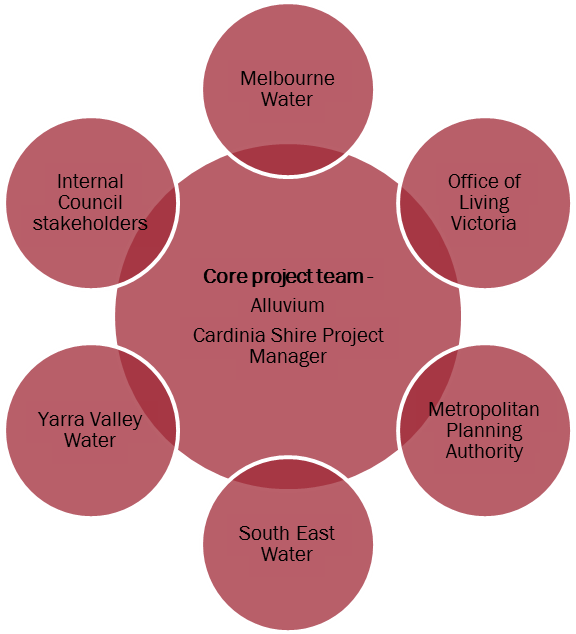 Melbourne
Water
Internal
Council
stakeholders
Office of
Living
Victoria
Core project team -
Alluvium
Cardinia Shire Project
Manager
Yarra Valley
Water
Metropolitan
Planning
Authority
South East
Water